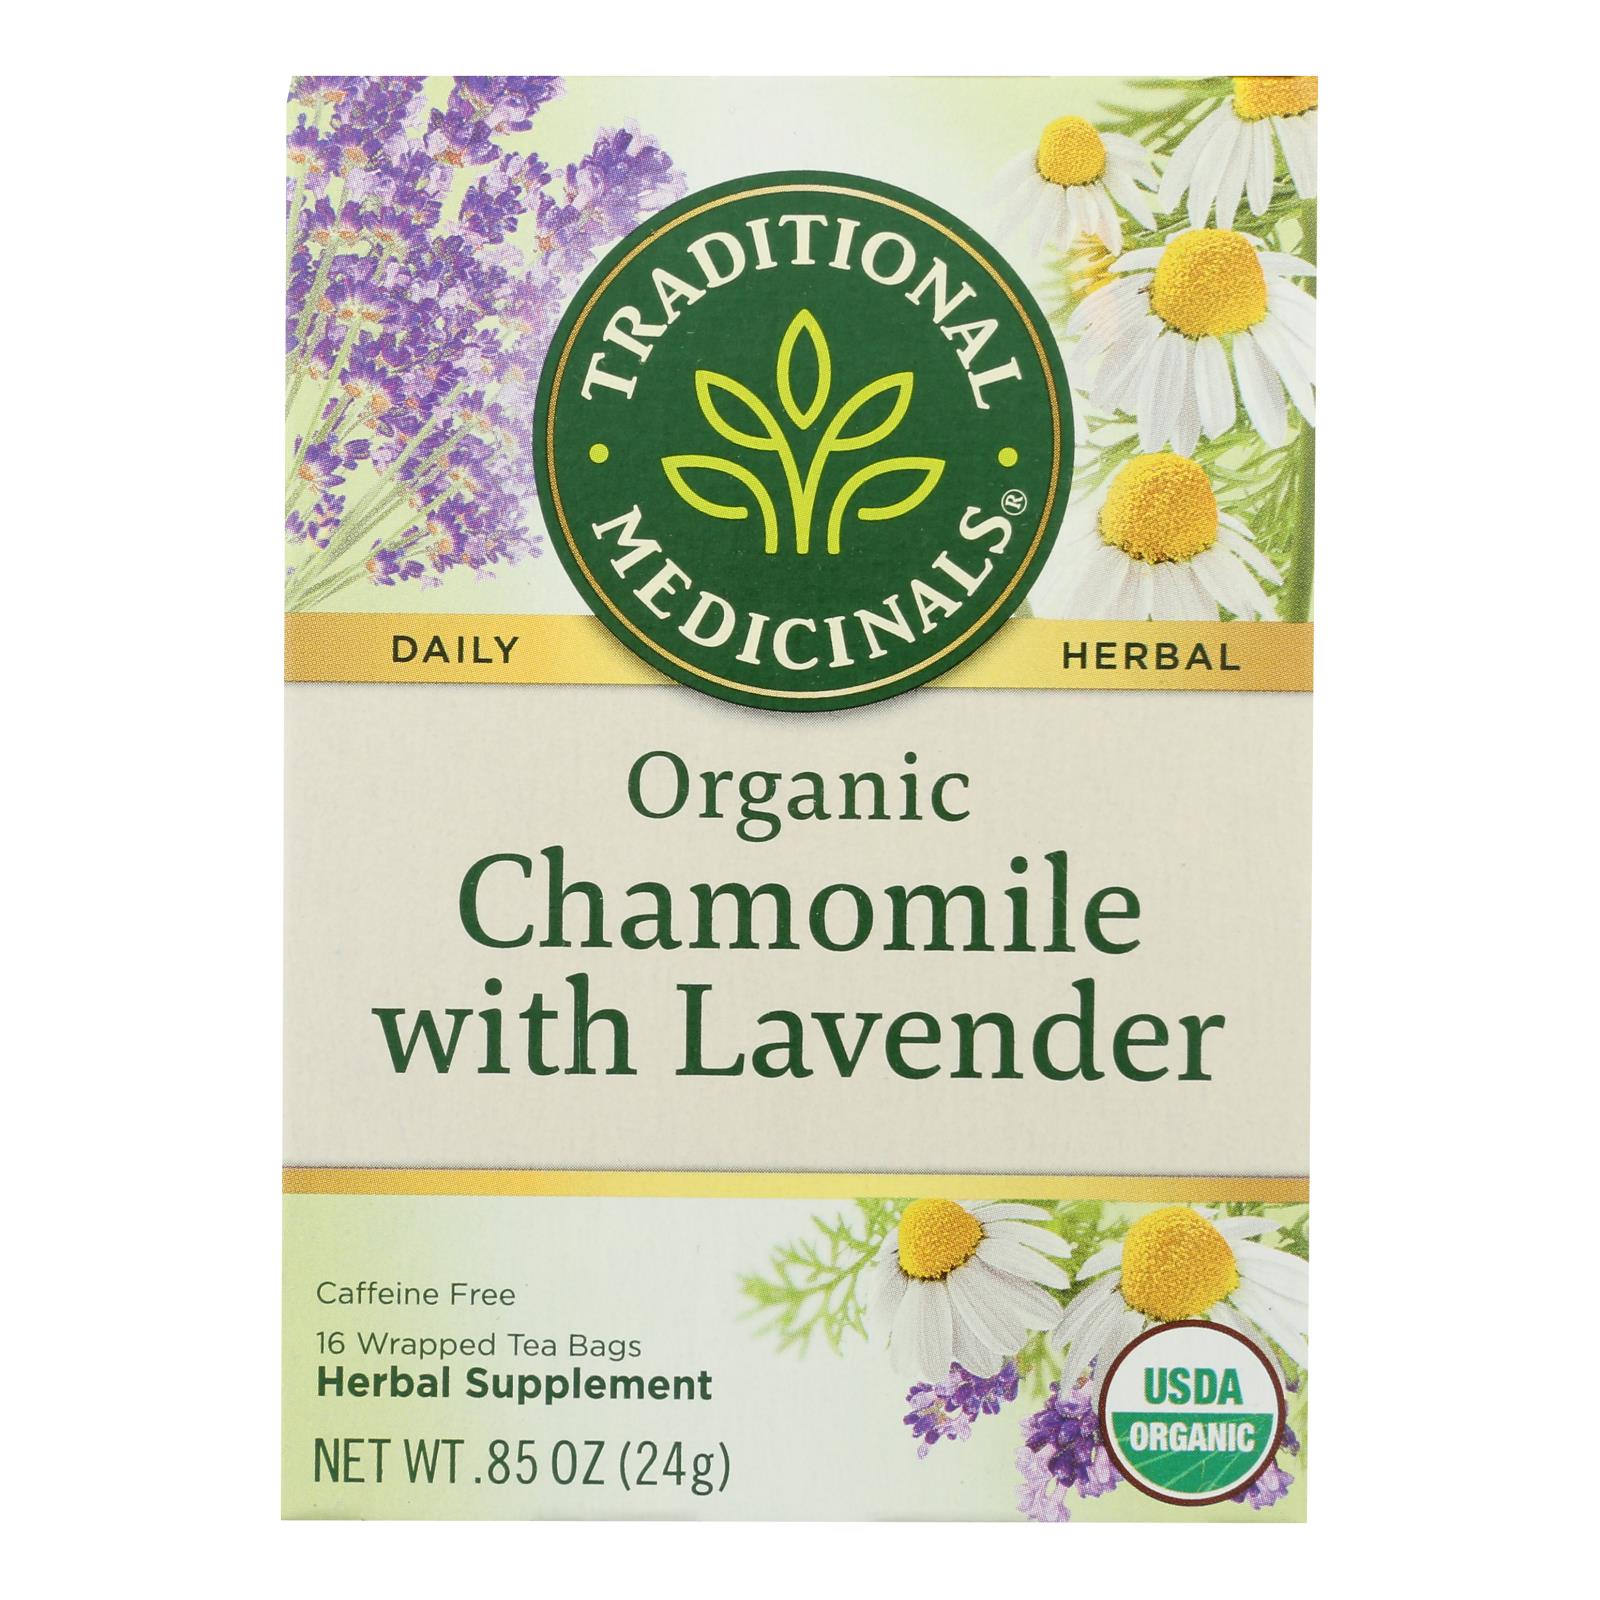 TRADITIONAL
MEDICINALS®
DAILY
HERBAL
Organic
Chamomile
with Lavender
Caffeine Free
16 Wrapped Tea Bags
Herbal Supplement
NET WT .85 OZ (24g)
USDA
ORGANIC